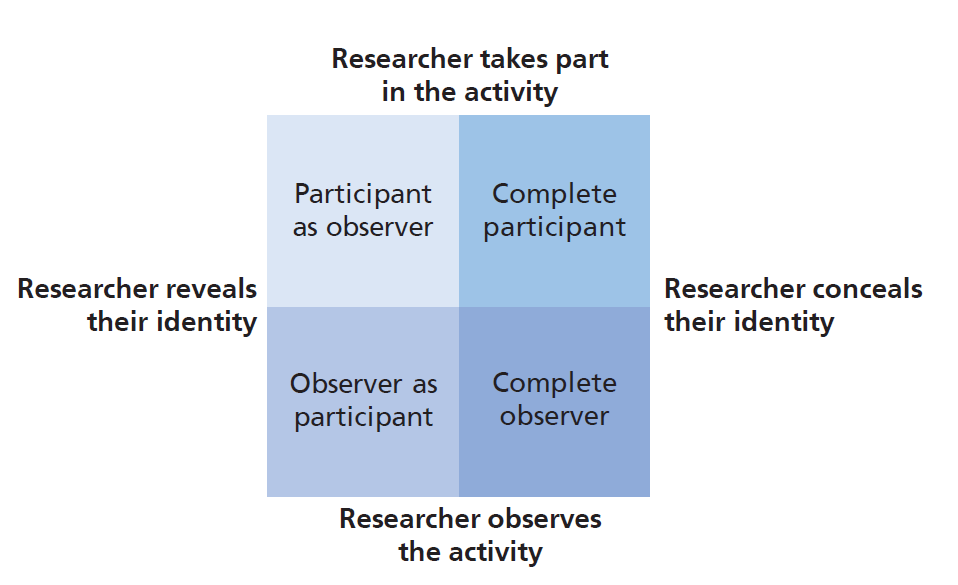 Researcher takes part
in the activity
Participant
as observer
Complete
participant
Researcher reveals
their identity
Researcher conceals
their identity
Observer as
participant
Complete
observer
Researcher observes
the activity